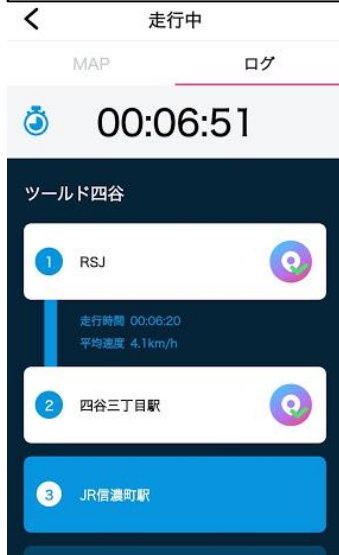 走行中
MAP
ログ
00:06:51
ツールド四谷
1 RSJ
走行時間 00:06:20
平均速度 4.1km/h
2 四谷三丁目駅
3 JR信濃町駅